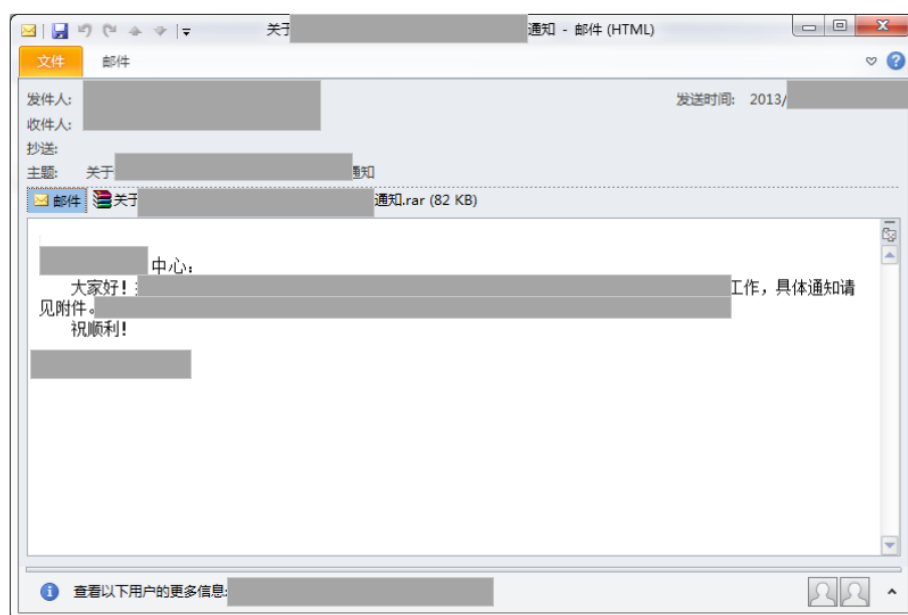 关于 通知 - 邮件 (HTML)
文件 邮件
发件人: 发送时间: 2013/
收件人:
抄送:
主题: 关于 通知
邮件 关于 通知.rar (82 KB)
中心：
大家好！ 工作，具体通知请
见附件。
祝顺利！
查看以下用户的更多信息: